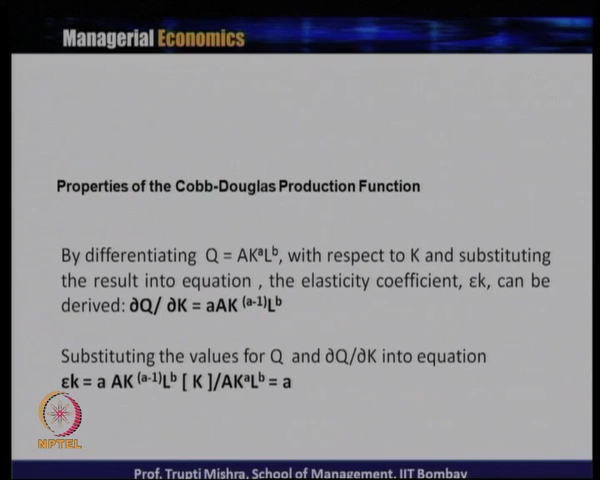 Managerial Economics
Properties of the Cobb-Douglas Production Function
By differentiating Q = AKᵃLᵇ, with respect to K and substituting
the result into equation , the elasticity coefficient, εk, can be
derived: ∂Q/ ∂K = aAK ⁽ᵃ⁻¹⁾Lᵇ
Substituting the values for Q and ∂Q/∂K into equation
εk = a AK ⁽ᵃ⁻¹⁾Lᵇ [ K ]/AKᵃLᵇ = a
NPTEL
Prof. Trupti Mishra, School of Management, IIT Bombay